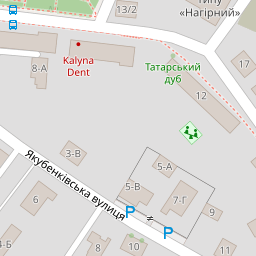 типу
«Нагірний»
13/2
Kalyna
Dent
8-А
Татарський
дуб
17
12
Якубенківська вулиця
3-В
5-А
5-В
P
7-Г
9
P
4-Б
8
10
11